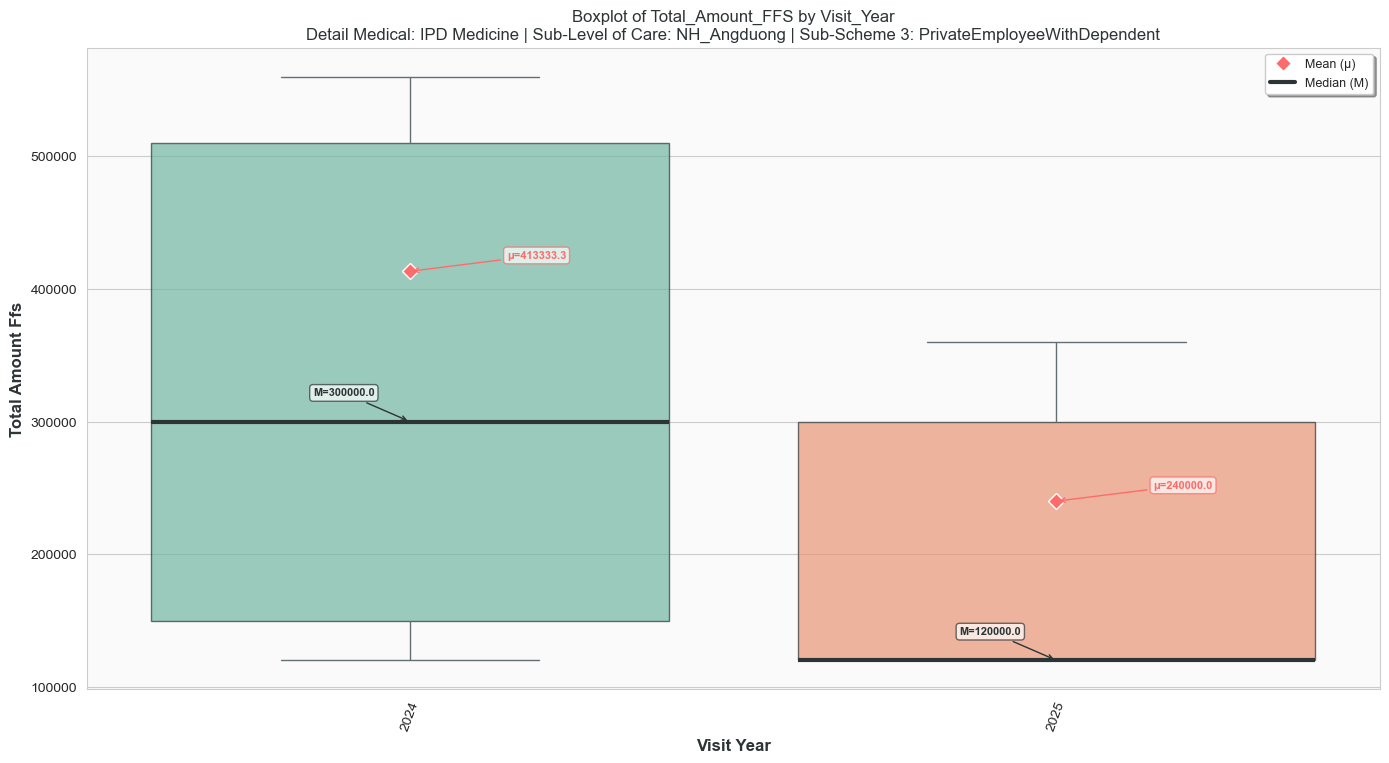 Boxplot of Total_Amount_FFS by Visit_Year
Detail Medical: IPD Medicine | Sub-Level of Care: NH_Angduong | Sub-Scheme 3: PrivateEmployeeWithDependent
Mean (μ)
Median (M)
Total Amount Ffs
500000
400000
300000
200000
100000
μ=413333.3
M=300000.0
μ=240000.0
M=120000.0
2024
2025
Visit Year